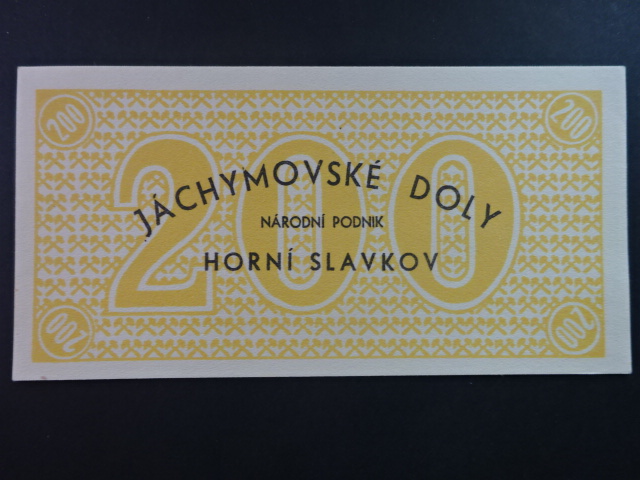 200 200
200
JÁCHYMOVSKÉ DOLY
NÁRODNÍ PODNIK
HORNÍ SLAVKOV
200 200